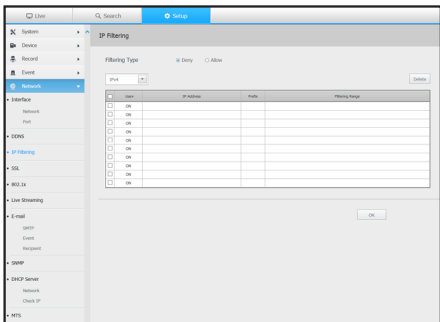 Live
Search
Setup
System
Device
Record
Event
Network
Interface
Network
Port
DDNS
IP Filtering
SSL
802.1x
Live Streaming
E-mail
SMTP
Event
Recipient
SNMP
DHCP Server
Network
Check IP
MTS
IP Filtering
Filtering Type
Deny
Allow
IPv4
Delete
Users IP Address Prefix Filtering Range
ON
ON
ON
ON
ON
ON
ON
ON
ON
ON
OK